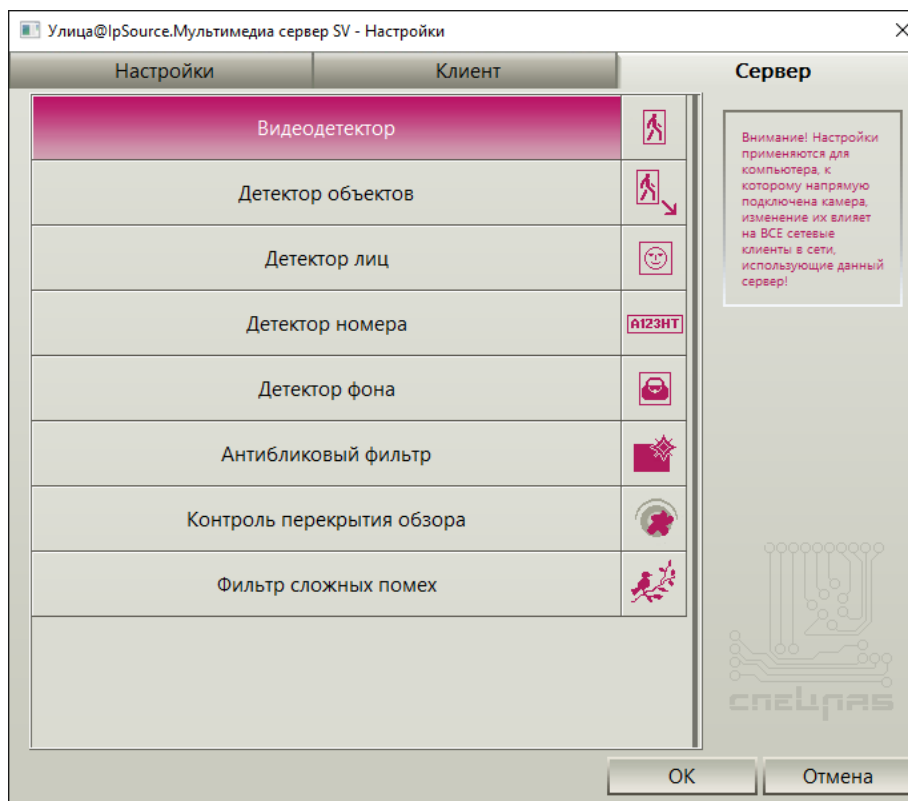 Улица@IpSource.Мультимедиа сервер SV - Настройки
Настройки
Клиент
Сервер
Видеодетектор
Детектор объектов
Детектор лиц
Детектор номера
A123HT
Детектор фона
Антибликовый фильтр
Контроль перекрытия обзора
Фильтр сложных помех
Внимание! Настройки
применяются для
компьютера, к
которому напрямую
подключена камера,
изменение их влияет
на ВСЕ сетевые
клиенты в сети,
использующие данный
сервер!
спецлаб
OK
Отмена